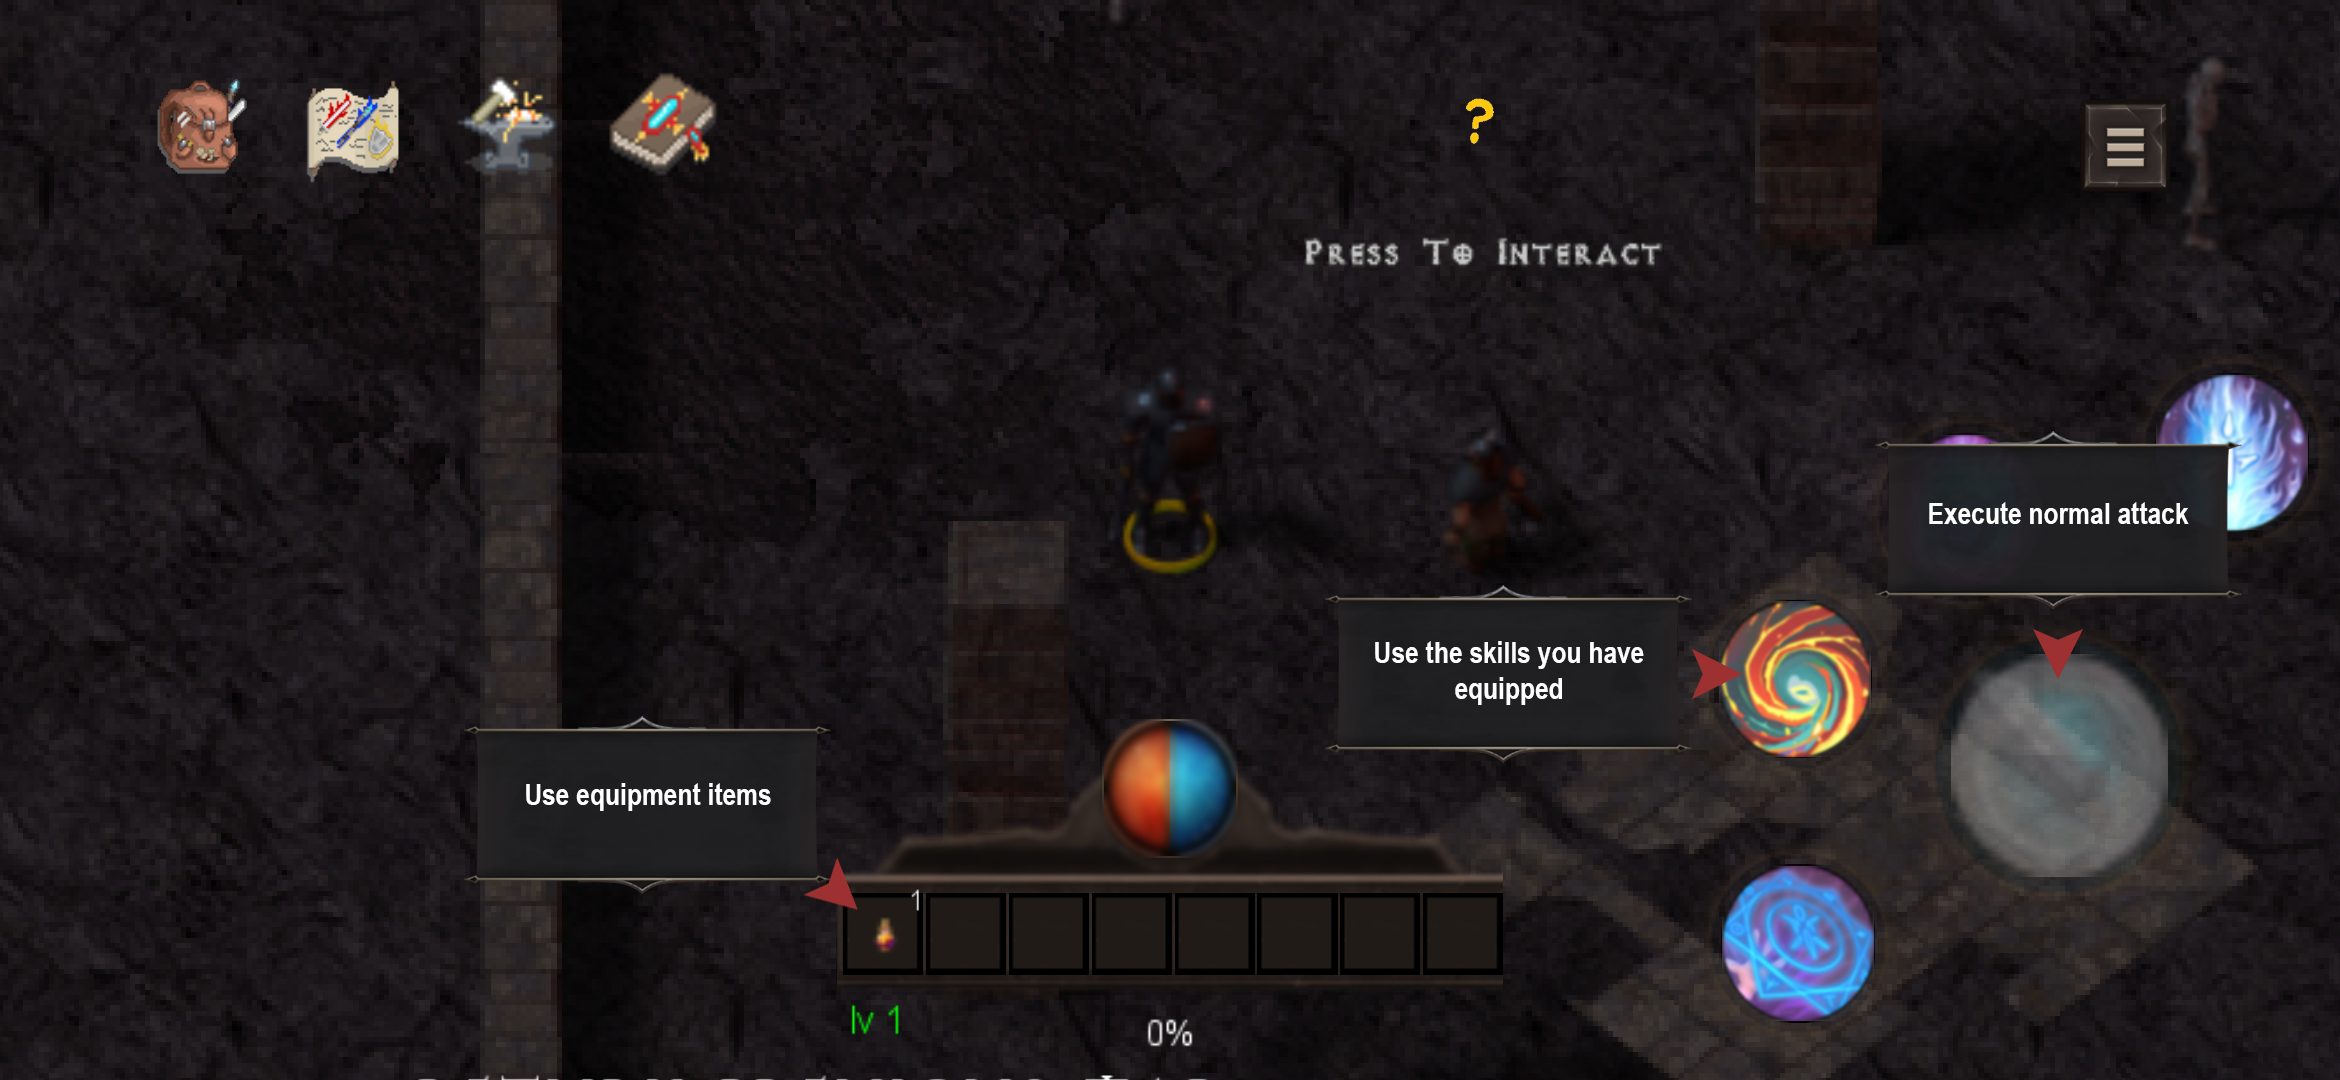 ?
Press To Interact
Execute normal attack
Use the skills you have
equipped
Use equipment items
1
lv 1
0%